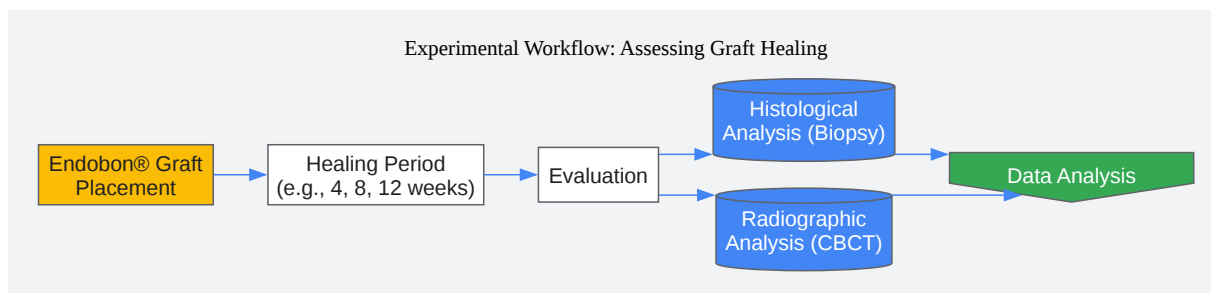 Experimental Workflow: Assessing Graft Healing
Endobon® Graft
Placement
Healing Period
(e.g., 4, 8, 12 weeks)
Evaluation
Histological
Analysis (Biopsy)
Radiographic
Analysis (CBCT)
Data Analysis